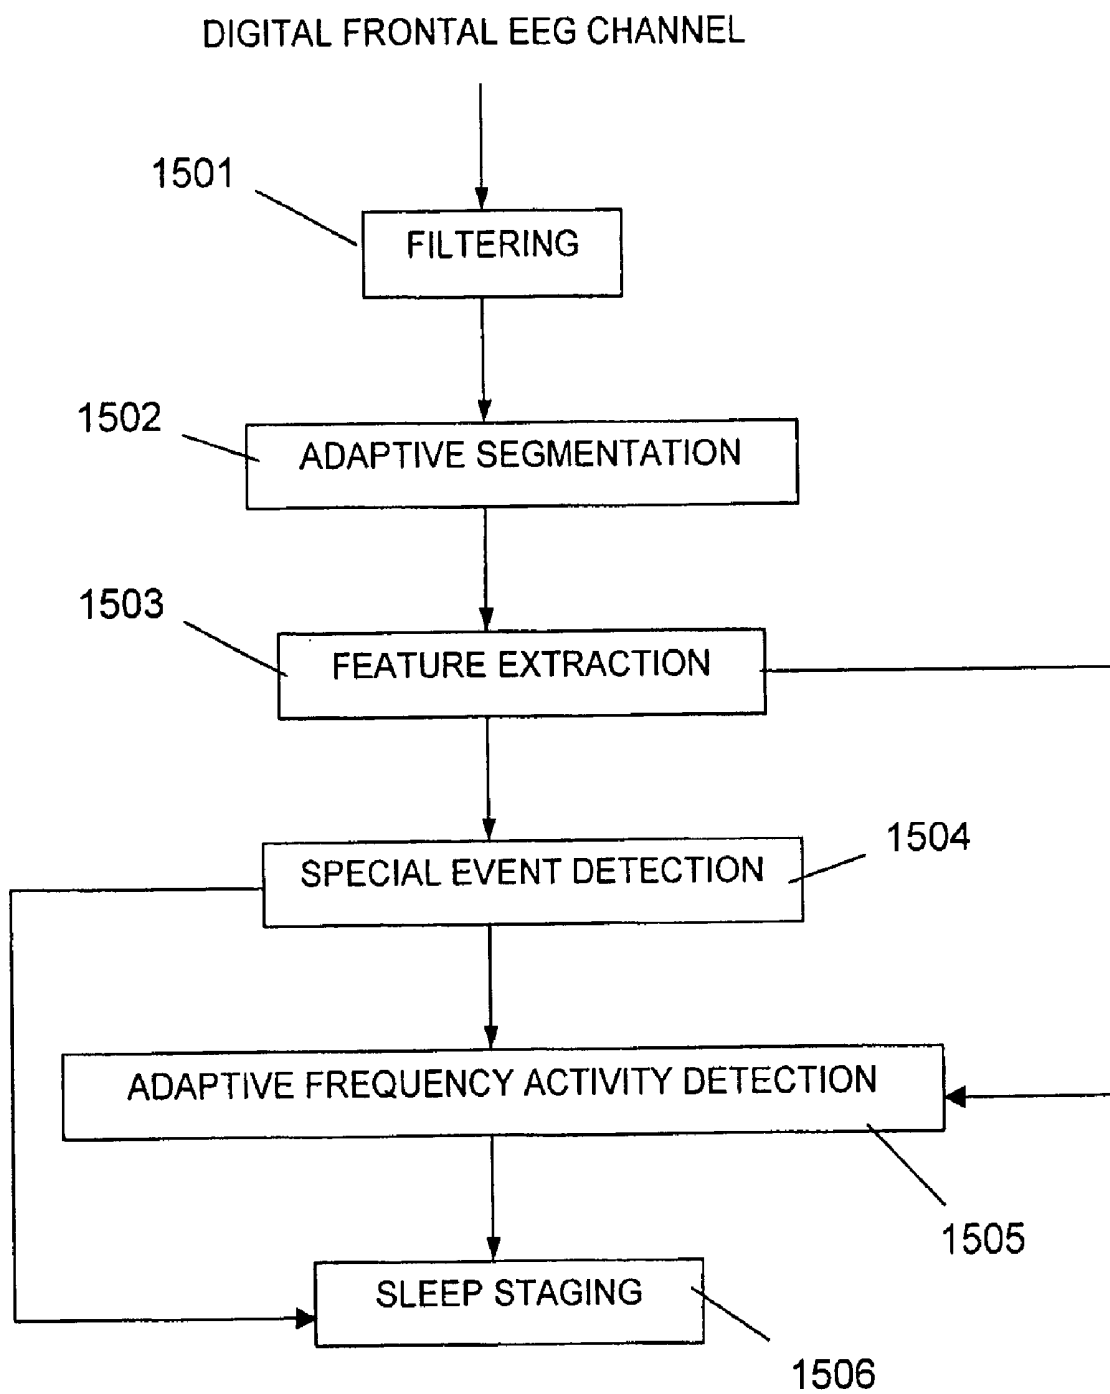 DIGITAL FRONTAL EEG CHANNEL
1501
FILTERING
1502
ADAPTIVE SEGMENTATION
1503
FEATURE EXTRACTION
1504
SPECIAL EVENT DETECTION
ADAPTIVE FREQUENCY ACTIVITY DETECTION
1505
SLEEP STAGING
1506